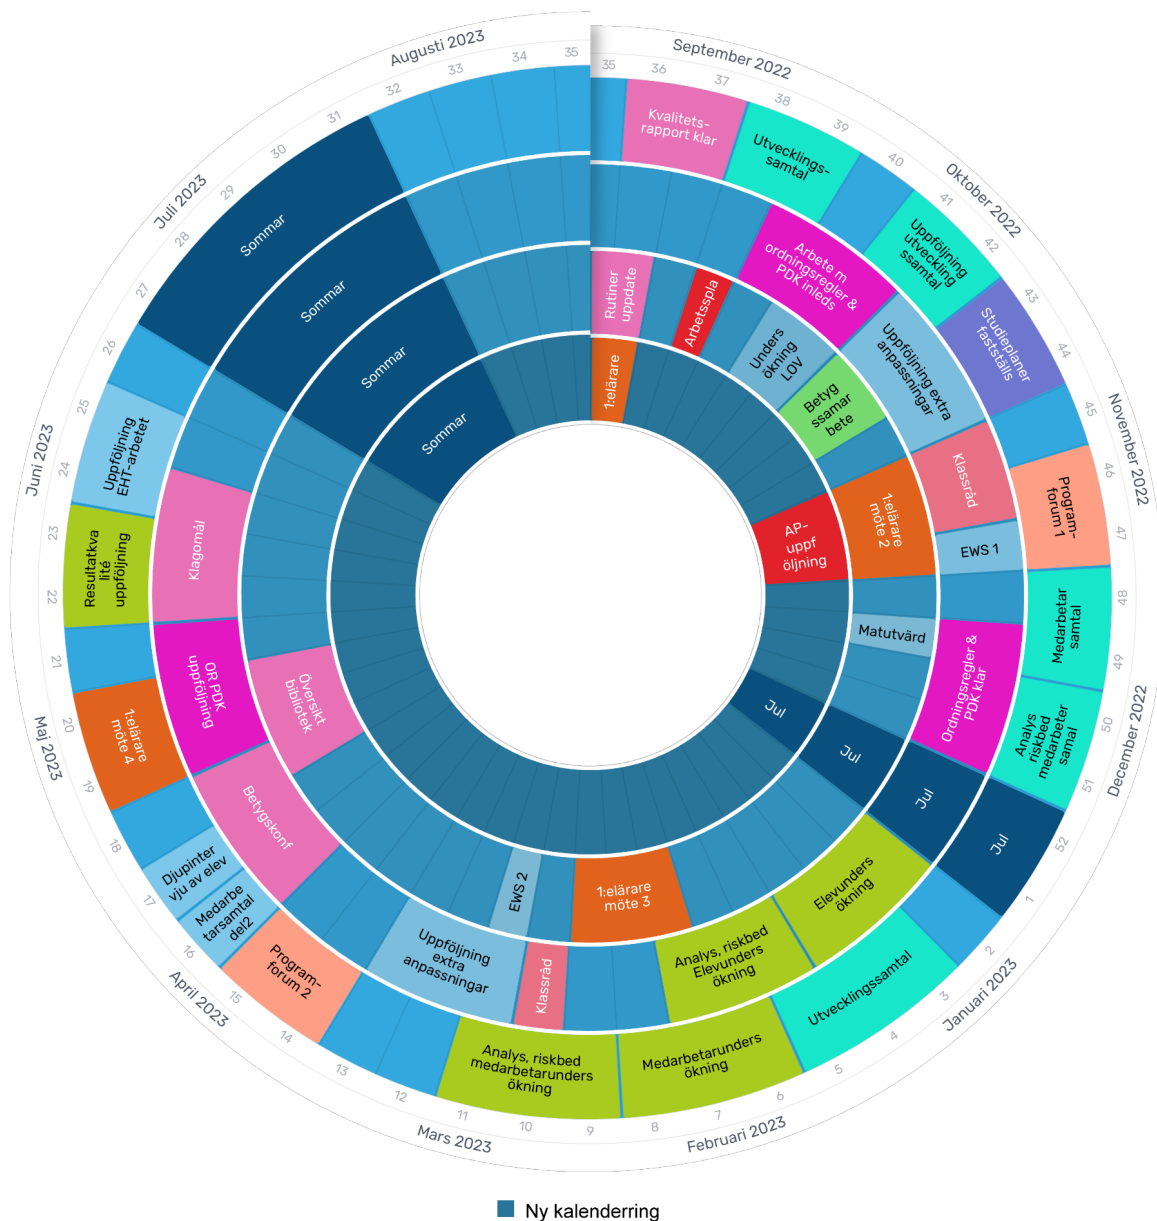 September 2022
Oktober 2022
November 2022
December 2022
Januari 2023
Februari 2023
Mars 2023
April 2023
Maj 2023
Juni 2023
Juli 2023
Augusti 2023
35
36
37
38
39
40
41
42
43
44
45
46
47
48
49
50
51
52
1
2
3
4
5
6
7
8
9
10
11
12
13
14
15
16
17
18
19
20
21
22
23
24
25
26
27
28
29
30
31
32
33
34
35
Kvalitets-
rapport klar
Utvecklings-
samtal
Uppföljning
utveckling
ssamtal
Studieplaner
fastställs
Program-
forum 1
Medarbetar
samtal
Analys
riskbed
medarbeter
samal
Jul
Utvecklingssamtal
Medarbetarunders
ökning
Analys, riskbed
medarbetarunders
ökning
Program-
forum 2
Medarbe
tarsamtal
del2
Djupinter
vju av elev
1:elärare
möte 4
Resultatkva
lité
uppföljning
Uppföljning
EHT-arbetet
Sommar
Arbete m
ordningsregler &
PDK inleds
Uppföljning extra
anpassningar
Klassråd
EWS 1
Ordningsregler &
PDK klar
Jul
Elevunders
ökning
Analys, riskbed
Elevunders
ökning
Klassråd
Uppföljning
extra
anpassningar
Betygskonf
OR PDK
uppföljning
Klagomål
Sommar
Rutiner
uppdate
Arbetsspla
Unders
ökning
LOV
Betyg
ssamar
bete
1:elärare
möte 2
Matutvärd
Jul
1:elärare
möte 3
EWS 2
Översikt
bibliotek
Sommar
1:elärare
AP-
uppf
öljning
Jul
Sommar
Ny kalenderring